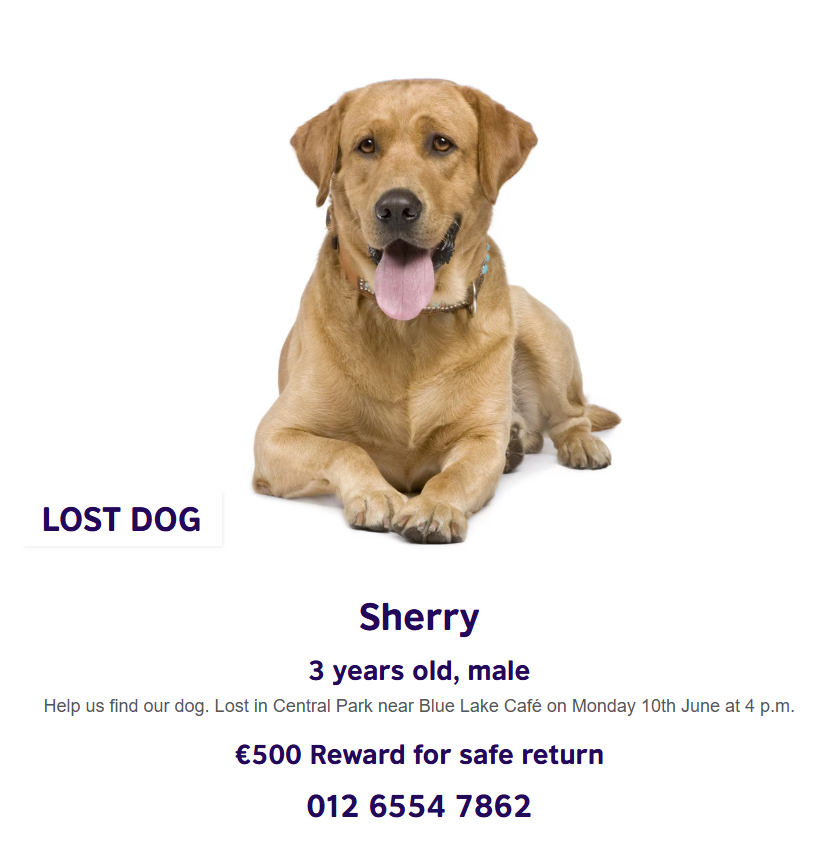 LOST DOG
Sherry
3 years old, male
Help us find our dog. Lost in Central Park near Blue Lake Café on Monday 10th June at 4 p.m.
€500 Reward for safe return
012 6554 7862